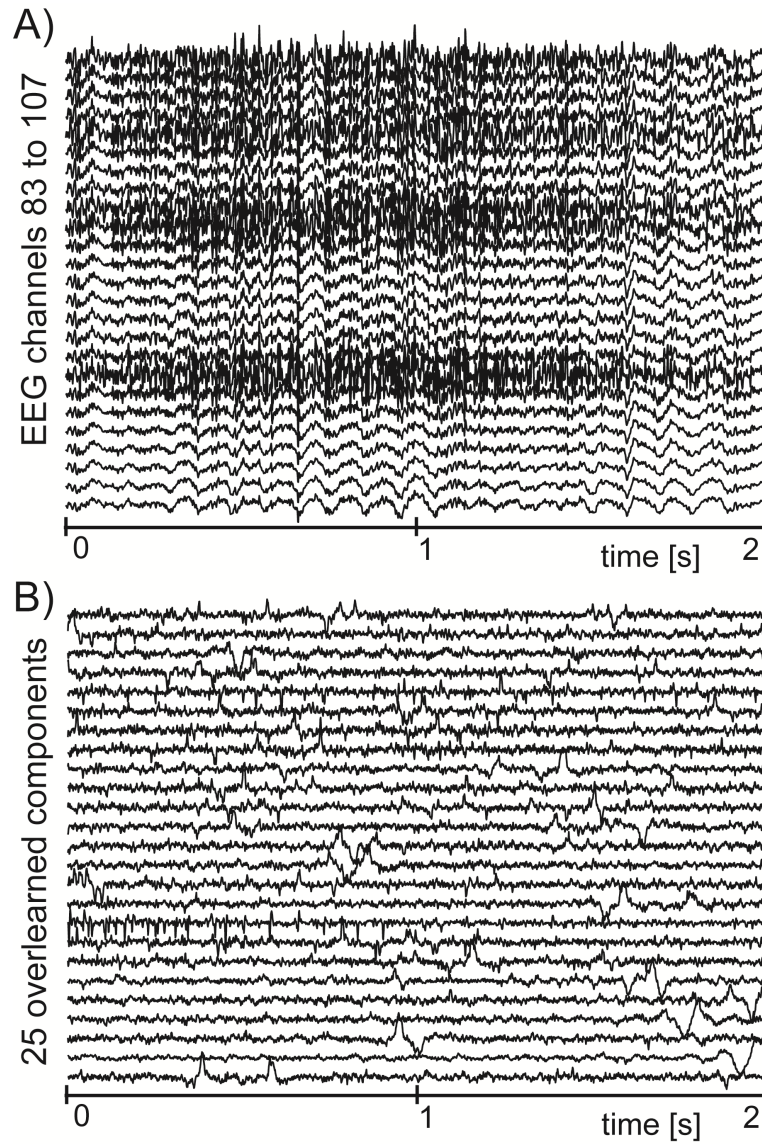 A)
EEG channels 83 to 107
0 1 2
time [s]
B)
25 overlearned components
0 1 2
time [s]